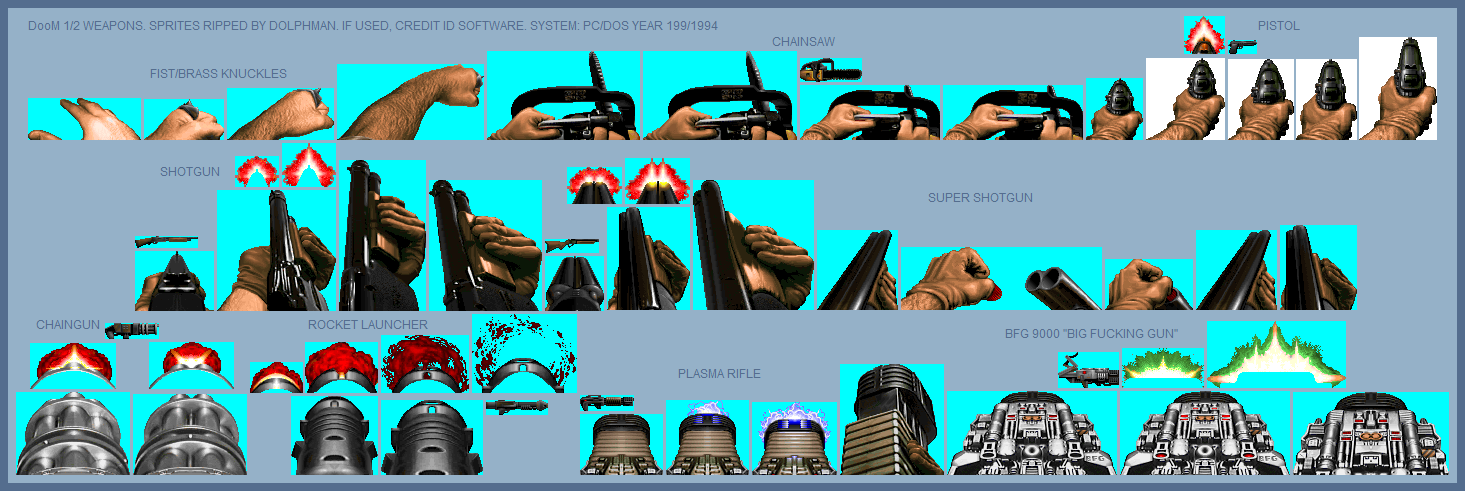 DooM 1/2 WEAPONS. SPRITES RIPPED BY DOLPHMAN. IF USED, CREDIT ID SOFTWARE. SYSTEM: PC/DOS YEAR 199/1994
PISTOL
CHAINSAW
FIST/BRASS KNUCKLES
SHOTGUN
SUPER SHOTGUN
CHAINGUN
ROCKET LAUNCHER
BFG 9000 "BIG FUCKING GUN"
PLASMA RIFLE
BFG
BFG